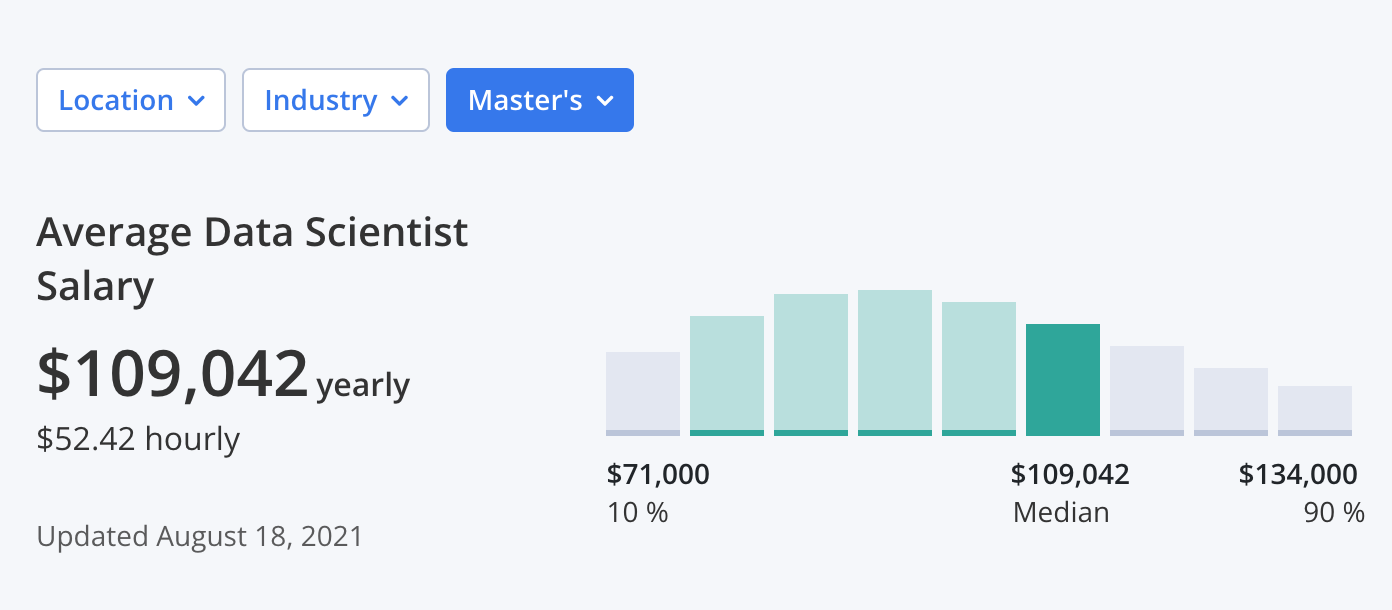 Location Industry Master's
Average Data Scientist
Salary
$109,042 yearly
$52.42 hourly
Updated August 18, 2021
$71,000 $109,042 $134,000
10 % Median 90 %